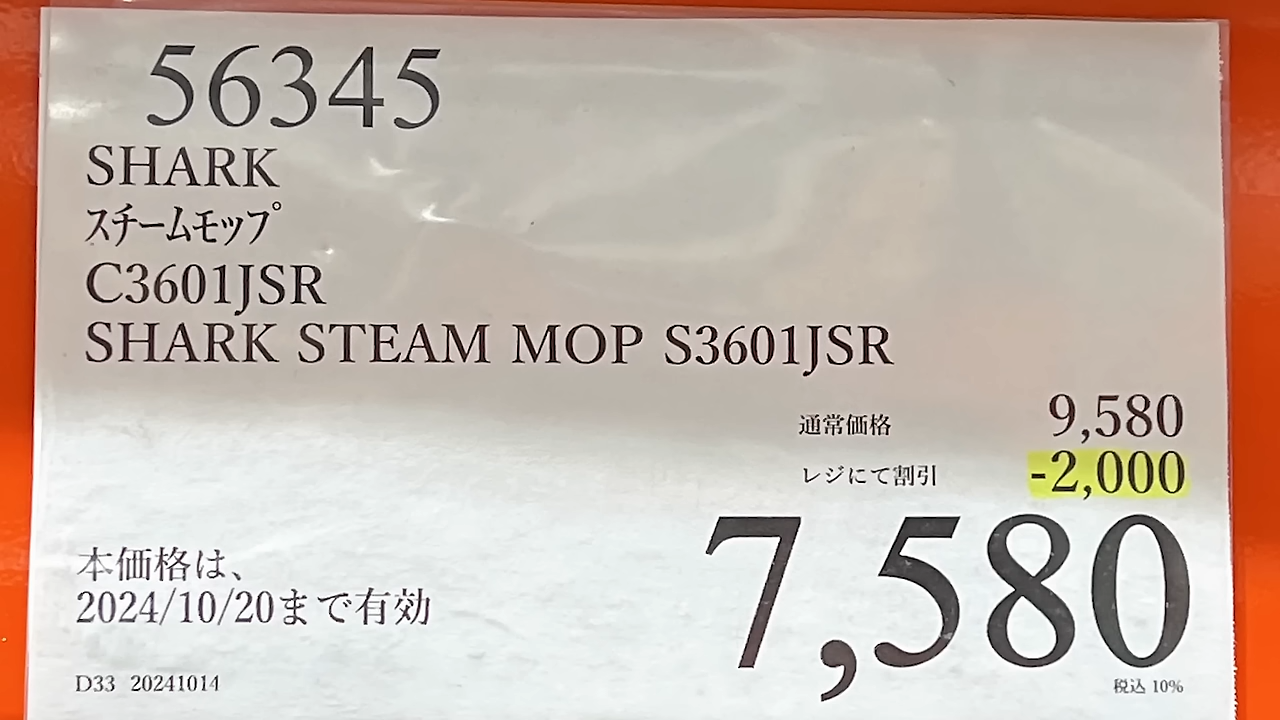 56345
SHARK
スチームモップ
C3601JSR
SHARK STEAM MOP S3601JSR
通常価格 9,580
レジにて割引 -2,000
7,580
本価格は、
2024/10/20まで有効
D33 20241014
税込 10%